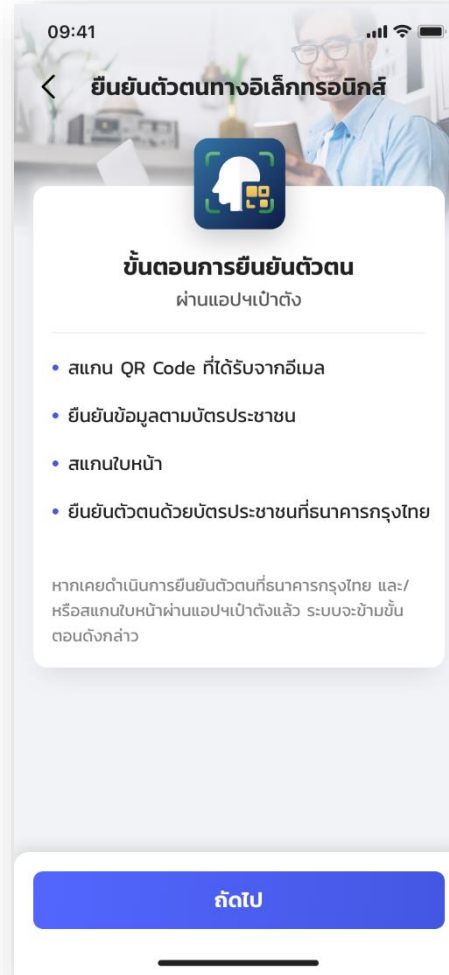 09:41
ยืนยันตัวตนทางอิเล็กทรอนิกส์
ขั้นตอนการยืนยันตัวตน
ผ่านแอปฯเป๋าตัง
• สแกน QR Code ที่ได้รับจากอีเมล
• ยืนยันข้อมูลตามบัตรประชาชน
• สแกนใบหน้า
• ยืนยันตัวตนด้วยบัตรประชาชนที่ธนาคารกรุงไทย
หากเคยดำเนินการยืนยันตัวตนที่ธนาคารกรุงไทย และ/
หรือสแกนใบหน้าผ่านแอปฯเป๋าตังแล้ว ระบบจะข้ามขั้น
ตอนดังกล่าว
ถัดไป